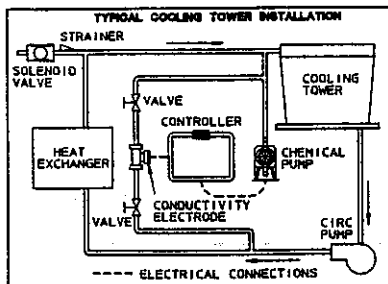 TYPICAL COOLING TOWER INSTALLATION
STRAINER
SOLENOID
VALVE
COOLING
TOWER
VALVE
CONTROLLER
HEAT
EXCHANGER
CHEMICAL
PUMP
CONDUCTIVITY
ELECTRODE
VALVE
CIRC
PUMP
ELECTRICAL CONNECTIONS